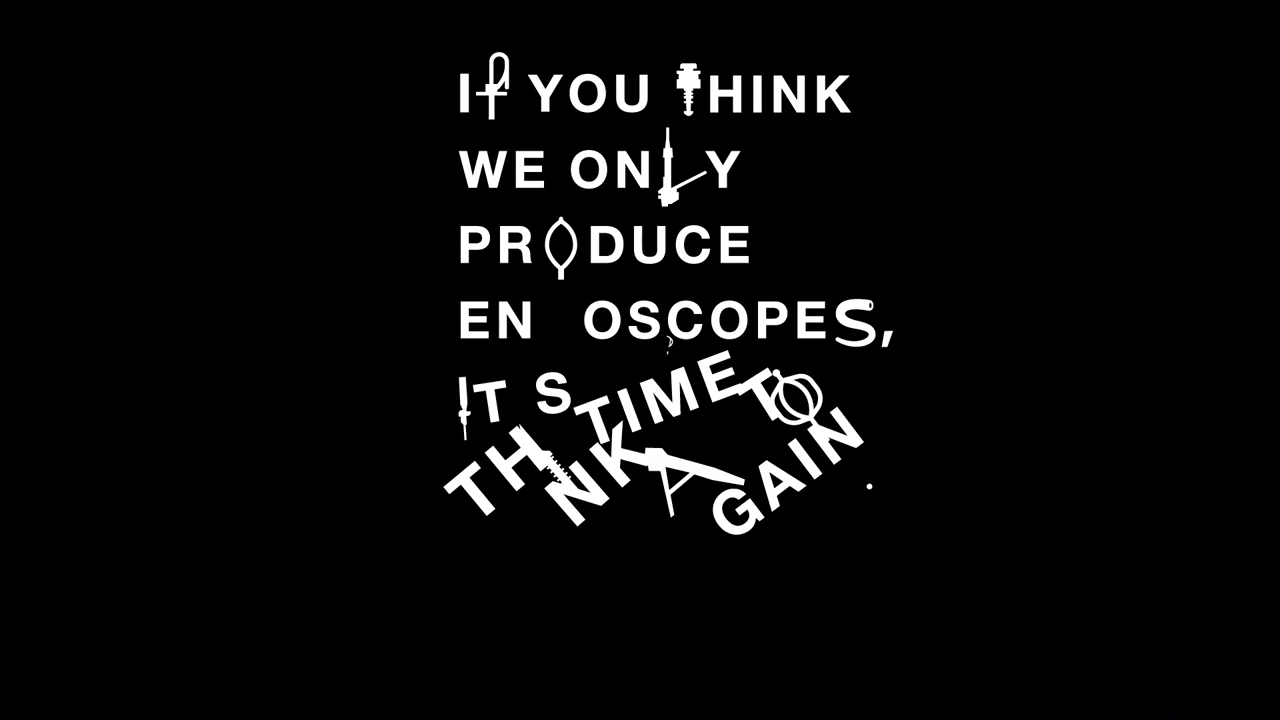 IF YOU THINK
WE ONLY
PRODUCE
EN OSCOPES,
IT S TIME TO
THINK AGAIN.